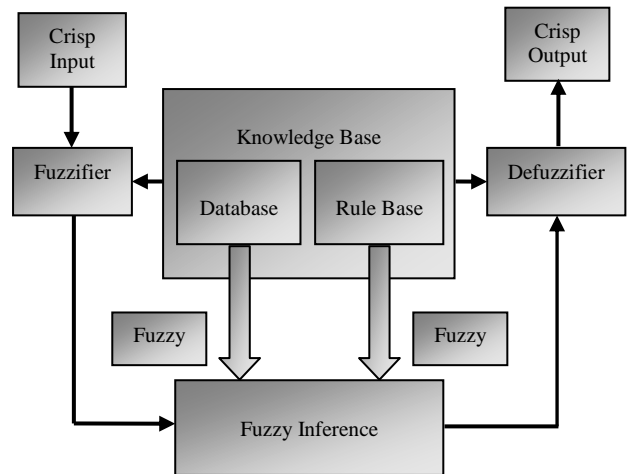 Crisp
Input
Crisp
Output
Knowledge Base
Fuzzifier
Defuzzifier
Database
Rule Base
Fuzzy
Fuzzy
Fuzzy Inference